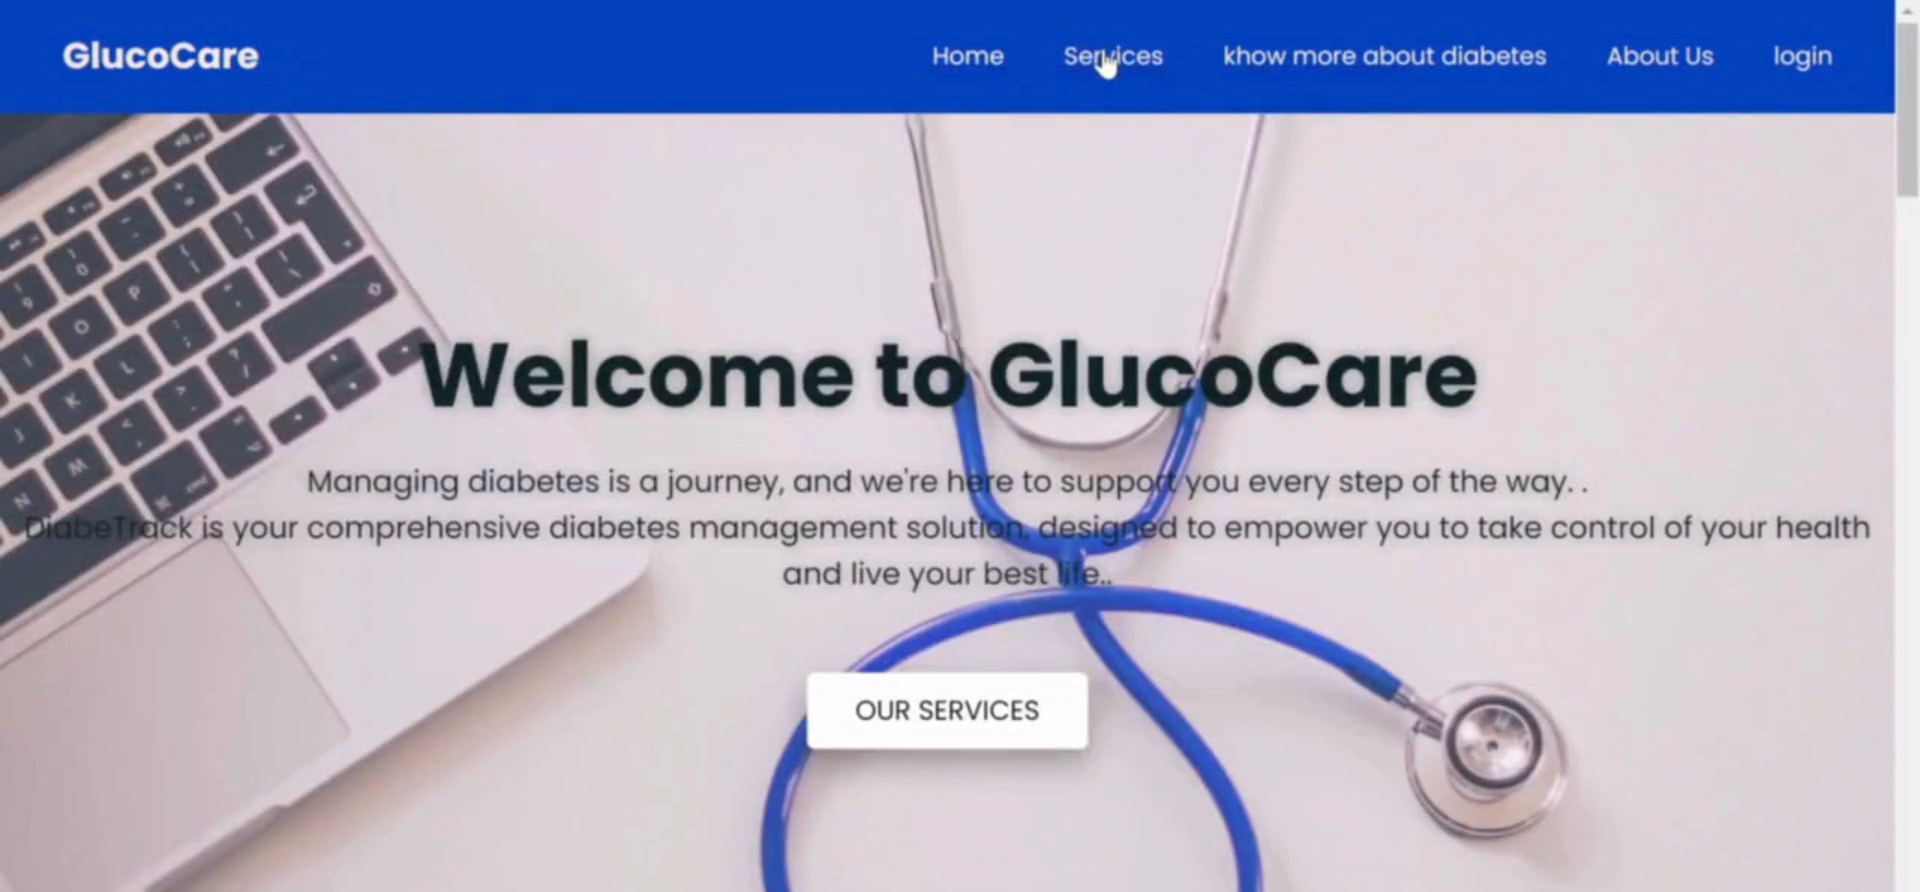 GlucoCare
Home Services khow more about diabetes About Us login
Welcome to GlucoCare
Managing diabetes is a journey, and we're here to support you every step of the way. .
DiabeTrack is your comprehensive diabetes management solution, designed to empower you to take control of your health
and live your best life..
OUR SERVICES